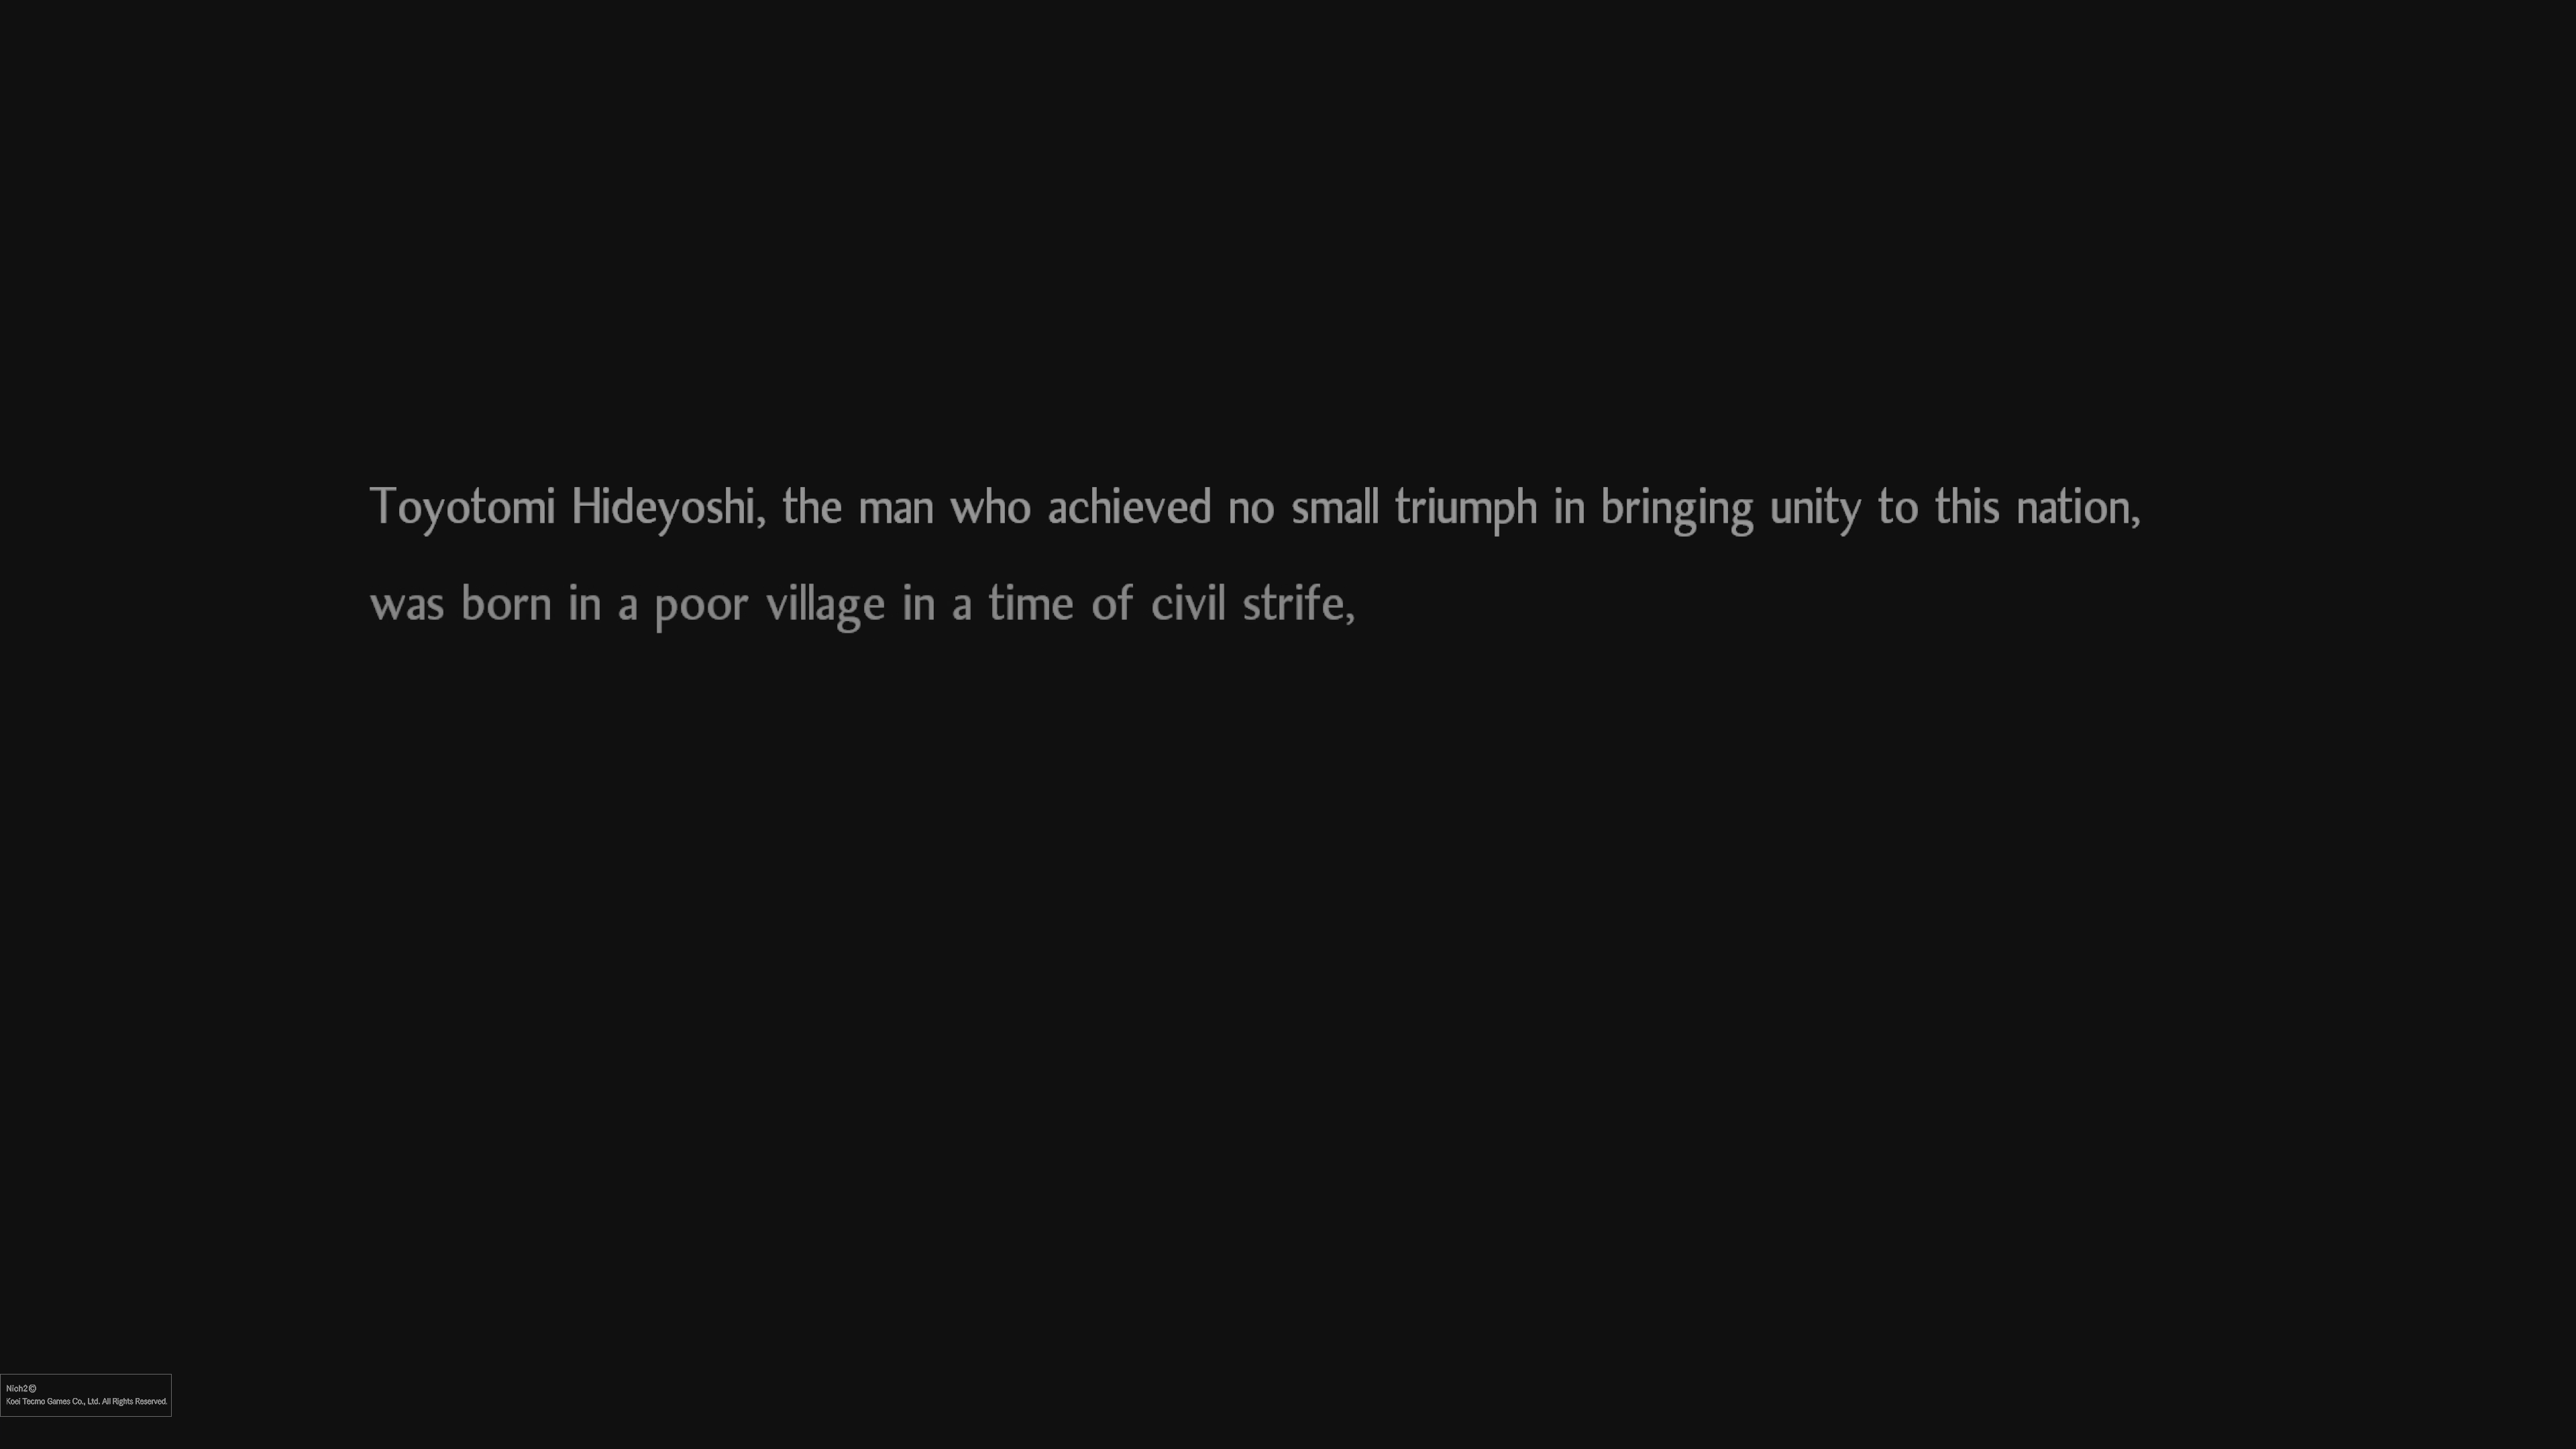 Toyotomi Hideyoshi, the man who achieved no small triumph in bringing unity to this nation,
was born in a poor village in a time of civil strife,
Nioh2©
Koei Tecmo Games Co., Ltd. All Rights Reserved.